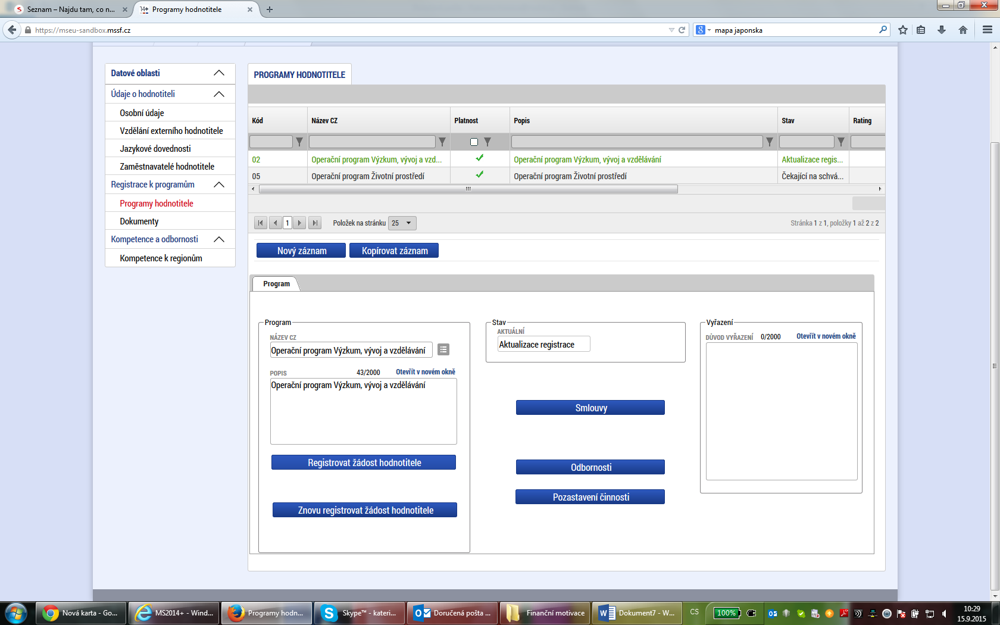 Seznam – Najdu tam, co n...
Programy hodnotitele
https://mseu-sandbox.mssf.cz
mapa japonska
Datové oblasti
Údaje o hodnotiteli
Osobní údaje
Vzdělání externího hodnotitele
Jazykové dovednosti
Zaměstnavatelé hodnotitele
Registrace k programům
Programy hodnotitele
Dokumenty
Kompetence a odbornosti
Kompetence k regionům
PROGRAMY HODNOTITELE
Kód Název CZ Platnost Popis Stav Rating
02 Operační program Výzkum, vývoj a vzd... Operační program Výzkum, vývoj a vzdělávání Aktualizace regis...
05 Operační program Životní prostředí Operační program Životní prostředí Čekající na schvá...
1 Položek na stránku 25 Stránka 1 z 1, položky 1 až 2 z 2
Nový záznam Kopírovat záznam
Program
Program
NÁZEV CZ
Operační program Výzkum, vývoj a vzdělávání
POPIS 43/2000 Otevřít v novém okně
Operační program Výzkum, vývoj a vzdělávání
Registrovat žádost hodnotitele
Znovu registrovat žádost hodnotitele
Stav
AKTUÁLNÍ
Aktualizace registrace
Smlouvy
Odbornosti
Pozastavení činnosti
Vyřazení
DŮVOD VYŘAZENÍ 0/2000 Otevřít v novém okně
Nová karta - Go...
MS2014+ - Wind...
Programy hodn...
Skype™ - kateri...
Doručená pošta ...
Finanční motivace
Dokument7 - W...
CS
100%
10:29
15.9.2015